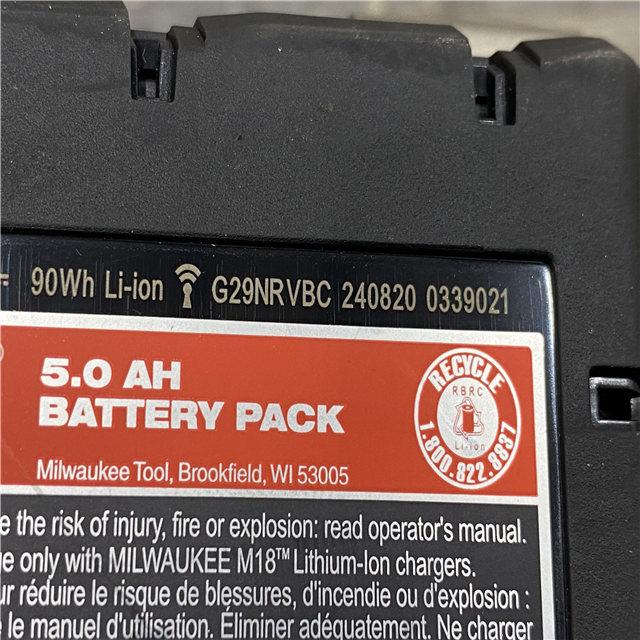 90Wh Li-ion G29NRVBC 240820 0339021
5.0 AH
BATTERY PACK
Milwaukee Tool, Brookfield, WI 53005
RECYCLE
RBRC
Li-ion
1.800.822.8837
e the risk of injury, fire or explosion: read operator's manual.
e only with MILWAUKEE M18™ Lithium-Ion chargers.
ur réduire le risque de blessures, d'incendie ou d'explosion :
e le manuel d'utilisation. Éliminer adéquatement. Ne charger